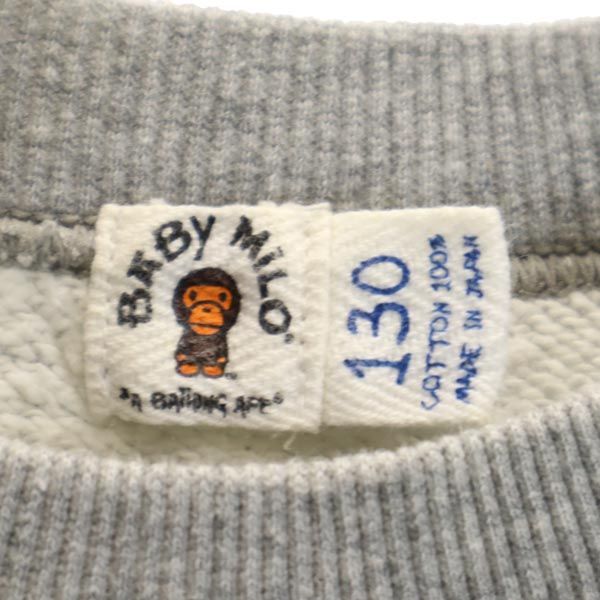 BABY MILO
"A BATHING APE"
130
COTTON 100%
MADE IN JAPAN